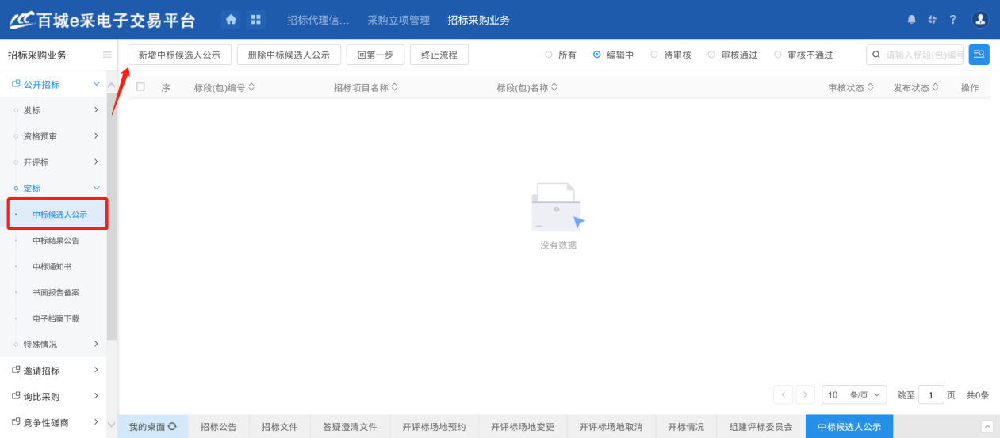 百城e采电子交易平台
招标代理信...
采购立项管理
招标采购业务
招标采购业务
新增中标候选人公示
删除中标候选人公示
回第一步
终止流程
所有
编辑中
待审核
审核通过
审核不通过
请输入标段(包)编号
公开招标
序
标段(包)编号
招标项目名称
标段(包)名称
审核状态
发布状态
操作
发标
资格预审
开评标
定标
中标候选人公示
中标结果公告
没有数据
中标通知书
书面报告备案
电子档案下载
特殊情况
邀请招标
询比采购
10 条/页
跳至 1 页 共0条
竞争性磋商
我的桌面
招标公告
招标文件
答疑澄清文件
开评标场地预约
开评标场地变更
开评标场地取消
开标情况
组建评标委员会
中标候选人公示